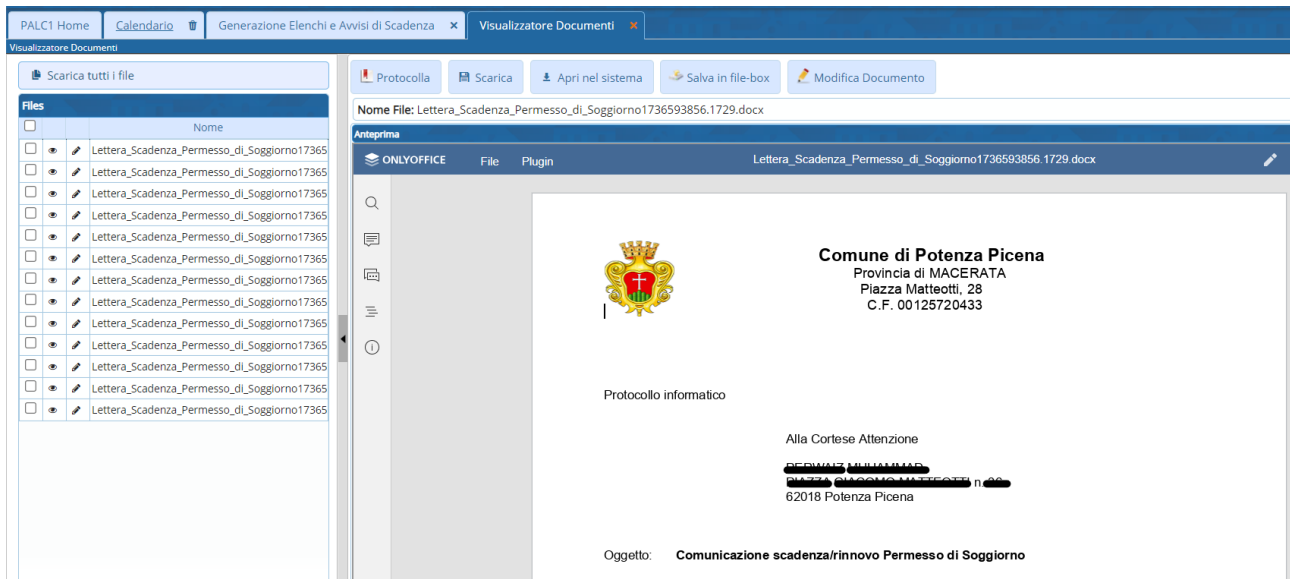 PALC1 Home
Calendario
Generazione Elenchi e Avvisi di Scadenza
Visualizzatore Documenti
Visualizzatore Documenti
Scarica tutti i file
Files
Nome
Lettera_Scadenza_Permesso_di_Soggiorno17365
Lettera_Scadenza_Permesso_di_Soggiorno17365
Lettera_Scadenza_Permesso_di_Soggiorno17365
Lettera_Scadenza_Permesso_di_Soggiorno17365
Lettera_Scadenza_Permesso_di_Soggiorno17365
Lettera_Scadenza_Permesso_di_Soggiorno17365
Lettera_Scadenza_Permesso_di_Soggiorno17365
Lettera_Scadenza_Permesso_di_Soggiorno17365
Lettera_Scadenza_Permesso_di_Soggiorno17365
Lettera_Scadenza_Permesso_di_Soggiorno17365
Lettera_Scadenza_Permesso_di_Soggiorno17365
Lettera_Scadenza_Permesso_di_Soggiorno17365
Lettera_Scadenza_Permesso_di_Soggiorno17365
Protocolla
Scarica
Apri nel sistema
Salva in file-box
Modifica Documento
Nome File: Lettera_Scadenza_Permesso_di_Soggiorno1736593856.1729.docx
Anteprima
ONLYOFFICE
File
Plugin
Lettera_Scadenza_Permesso_di_Soggiorno1736593856.1729.docx
Comune di Potenza Picena
Provincia di MACERATA
Piazza Matteotti, 28
C.F. 00125720433
Protocollo informatico
Alla Cortese Attenzione
n.
62018 Potenza Picena
Oggetto: Comunicazione scadenza/rinnovo Permesso di Soggiorno